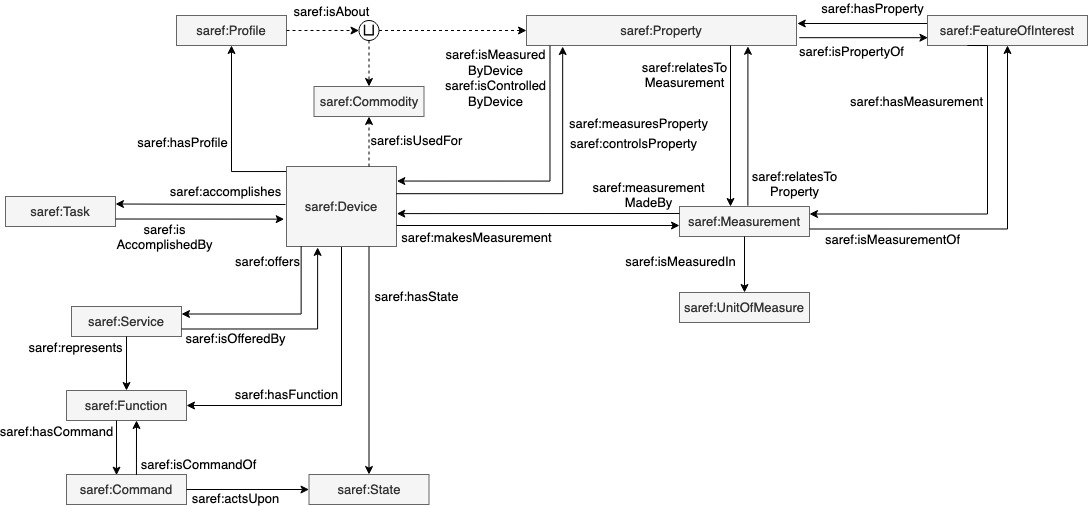 saref:isAbout
saref:hasProperty
saref:Profile
⊔
saref:Property
saref:FeatureOfInterest
saref:isPropertyOf
saref:isMeasured
ByDevice
saref:isControlled
ByDevice
saref:relatesTo
Measurement
saref:Commodity
saref:hasMeasurement
saref:measuresProperty
saref:controlsProperty
saref:hasProfile
saref:isUsedFor
saref:relatesTo
Property
saref:accomplishes
saref:measurement
MadeBy
saref:Task
saref:Device
saref:Measurement
saref:is
AccomplishedBy
saref:makesMeasurement
saref:isMeasurementOf
saref:offers
saref:isMeasuredIn
saref:hasState
saref:UnitOfMeasure
saref:Service
saref:isOfferedBy
saref:represents
saref:hasFunction
saref:Function
saref:hasCommand
saref:isCommandOf
saref:Command
saref:State
saref:actsUpon